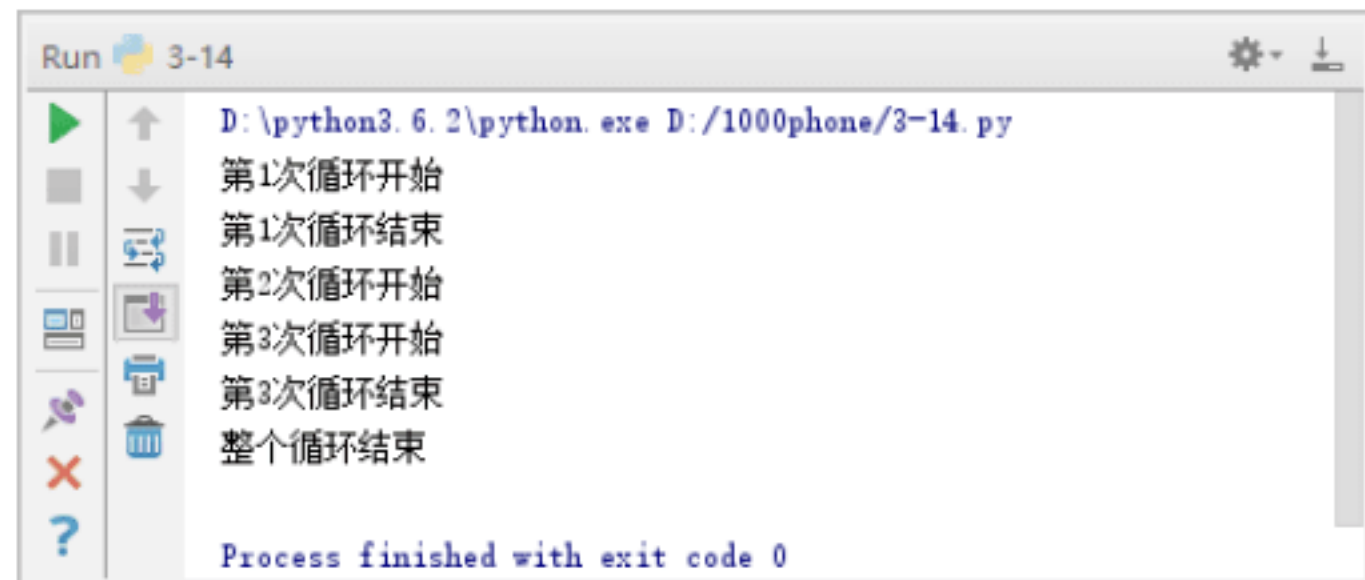 Run 3-14
D:\python3.6.2\python.exe D:/1000phone/3-14.py
第1次循环开始
第1次循环结束
第2次循环开始
第3次循环开始
第3次循环结束
整个循环结束
Process finished with exit code 0